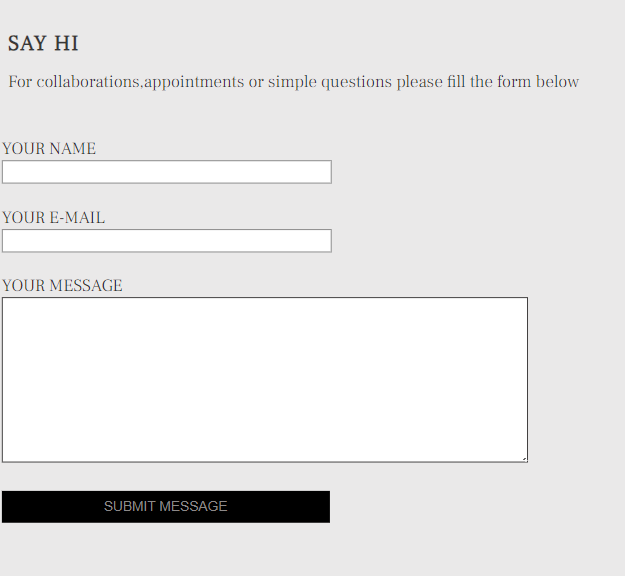 SAY HI
For collaborations,appointments or simple questions please fill the form below
YOUR NAME
YOUR E-MAIL
YOUR MESSAGE
SUBMIT MESSAGE